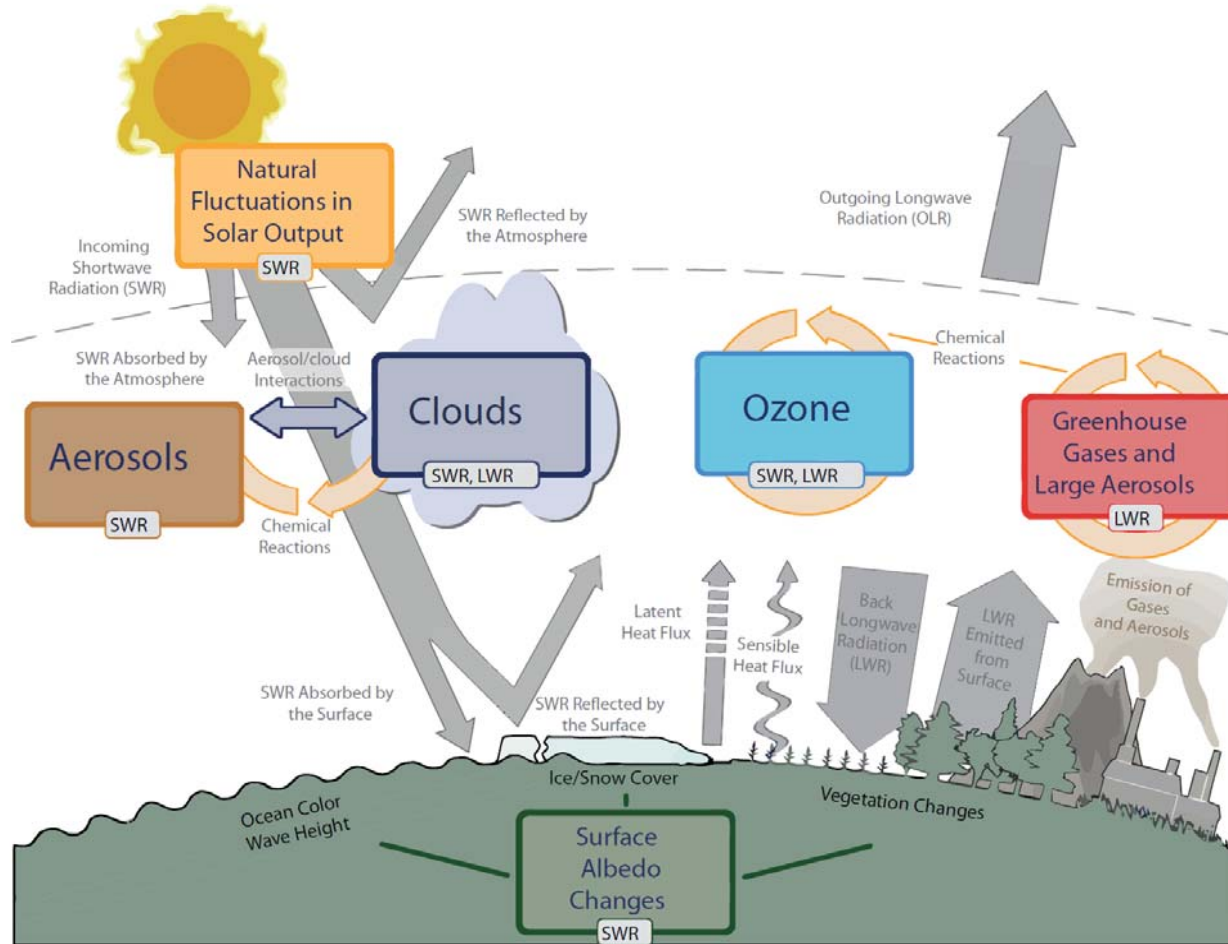 Natural
Fluctuations in
Solar Output
SWR
Incoming
Shortwave
Radiation (SWR)
SWR Reflected by
the Atmosphere
Outgoing Longwave
Radiation (OLR)
SWR Absorbed by
the Atmosphere
Aerosol/cloud
Interactions
Chemical
Reactions
Aerosols
SWR
Clouds
SWR, LWR
Ozone
SWR, LWR
Greenhouse
Gases and
Large Aerosols
LWR
Chemical
Reactions
Emission of
Gases
and Aerosols
Latent
Heat Flux
Sensible
Heat Flux
Back
Longwave
Radiation
(LWR)
LWR
Emitted
from
Surface
SWR Absorbed by
the Surface
SWR Reflected by
the Surface
Ocean Color
Wave Height
Ice/Snow Cover
Vegetation Changes
Surface
Albedo
Changes
SWR